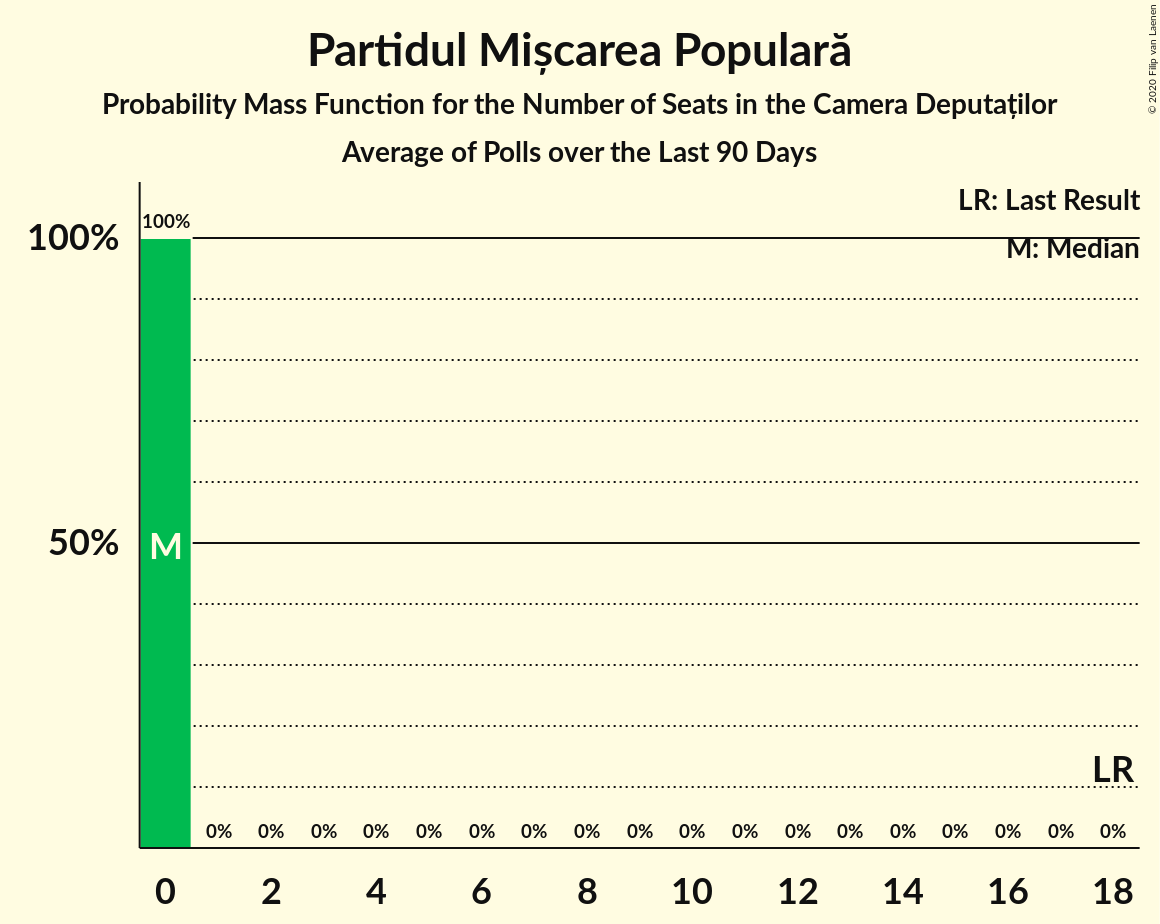 Partidul Mișcarea Populară
Probability Mass Function for the Number of Seats in the Camera Deputaților
Average of Polls over the Last 90 Days
© 2020 Filip van Laenen
LR: Last Result
M: Median
100%
100%
50%
M
LR
0% 0% 0% 0% 0% 0% 0% 0% 0% 0% 0% 0% 0% 0% 0% 0% 0% 0%
0 2 4 6 8 10 12 14 16 18